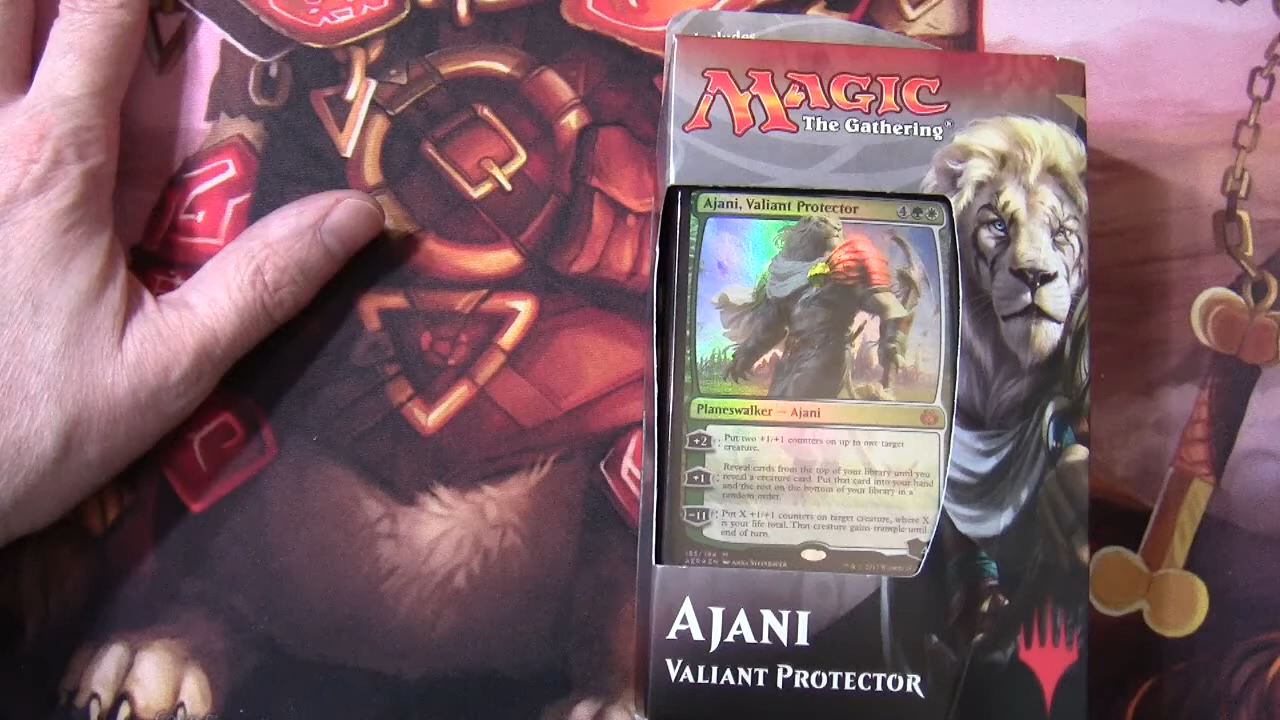 MAGIC
The Gathering®
Ajani, Valiant Protector
4
Planeswalker — Ajani
+2 : Put two +1/+1 counters on up to one target
creature.
+1 : Reveal cards from the top of your library until you
reveal a creature card. Put that card into your hand
and the rest on the bottom of your library in a
random order.
−11 : Put X +1/+1 counters on target creature, where X
is your life total. That creature gains trample until
end of turn.
AJANI
VALIANT PROTECTOR